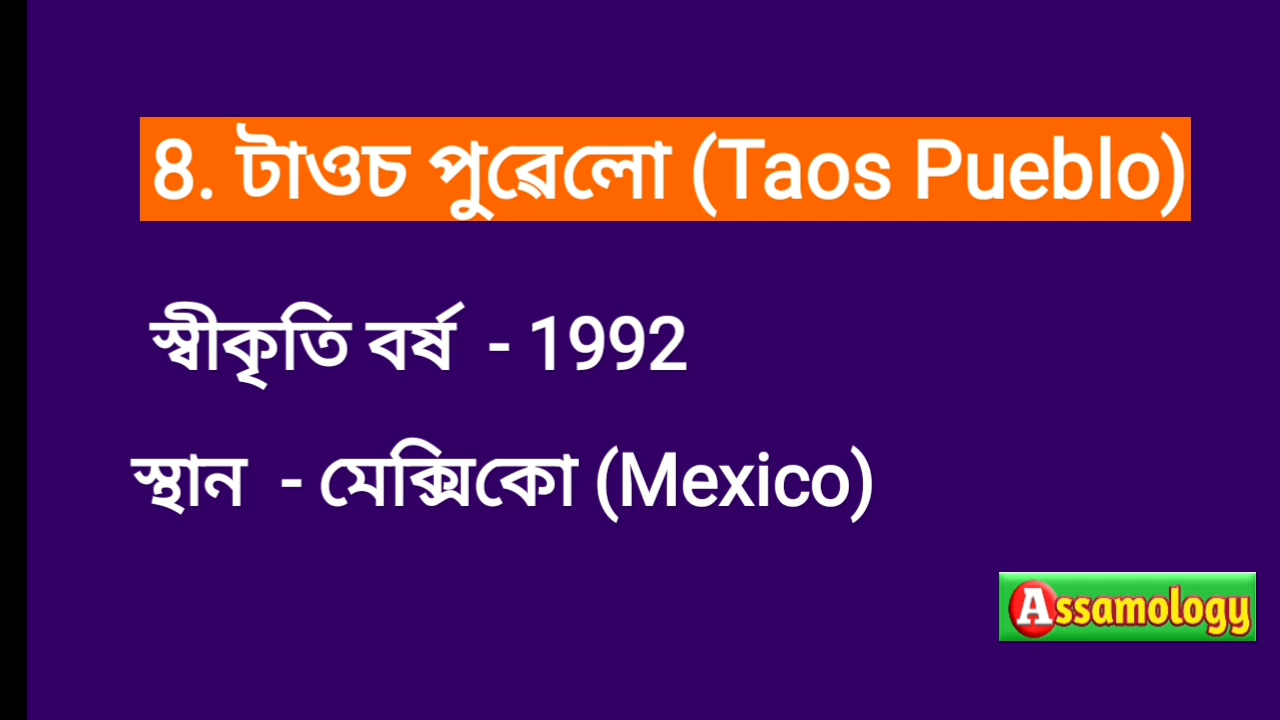 8. টাওচ পুৱেলো (Taos Pueblo)
স্বীকৃতি বৰ্ষ - 1992
স্থান - মেক্সিকো (Mexico)
Assamology